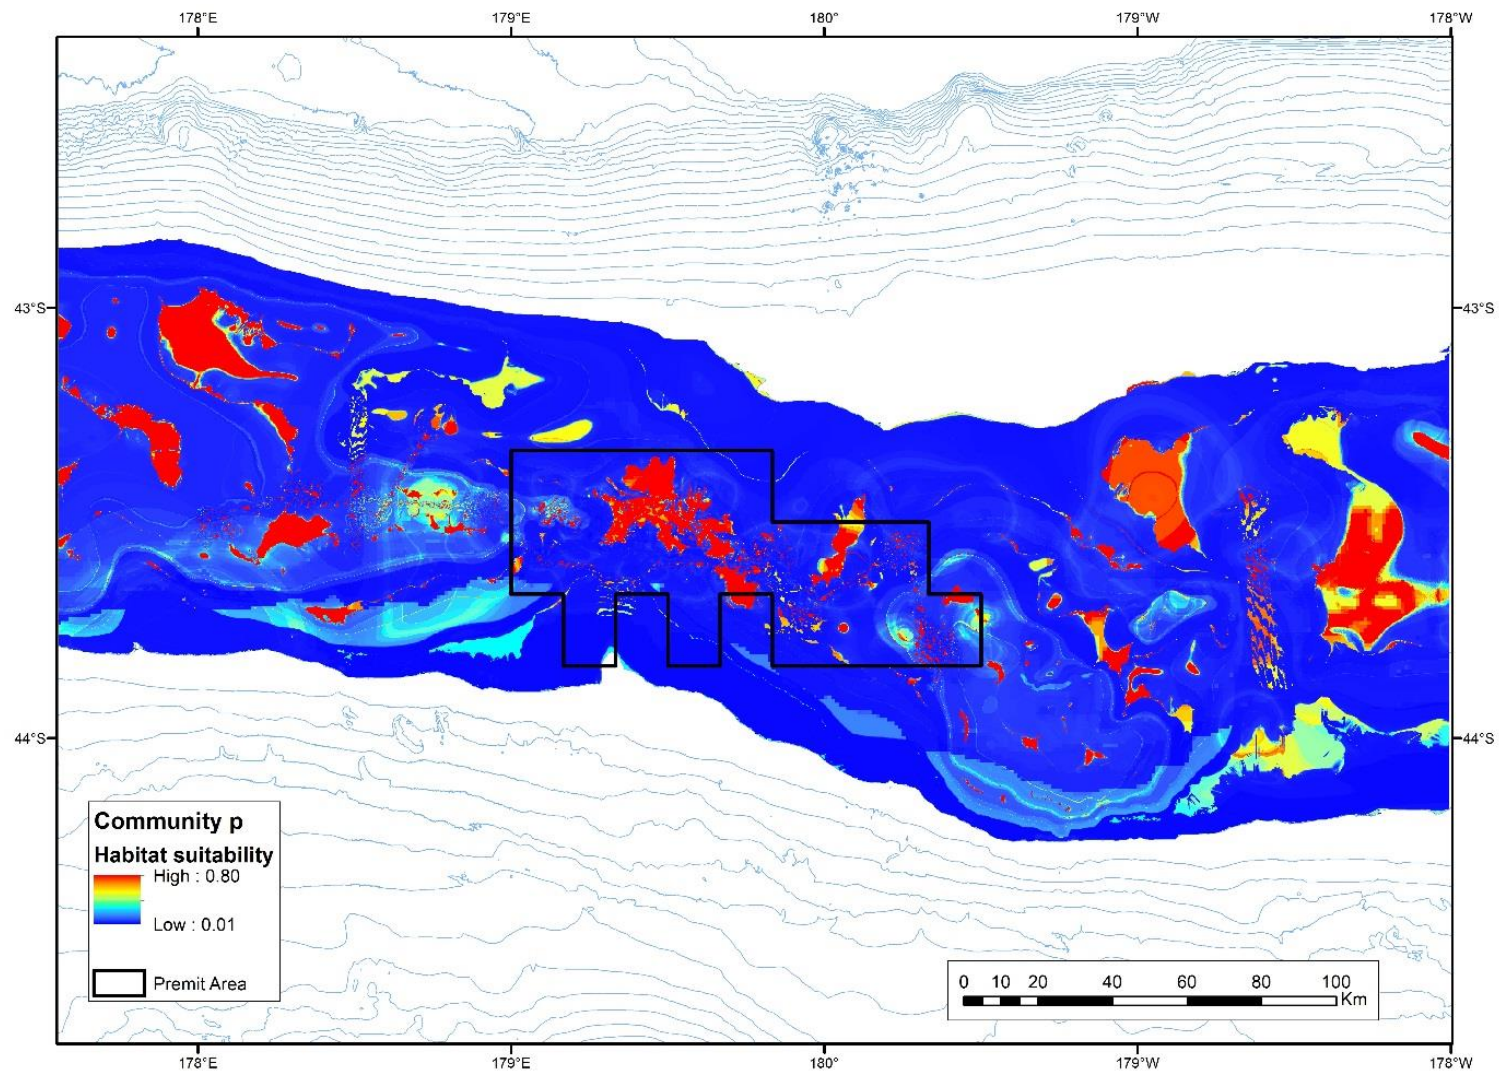 178°E 179°E 180° 179°W 178°W
43°S 43°S
44°S 44°S
Community p
Habitat suitability
High : 0.80
Low : 0.01
Premit Area
0 10 20 40 60 80 100
Km
178°E 179°E 180° 179°W 178°W